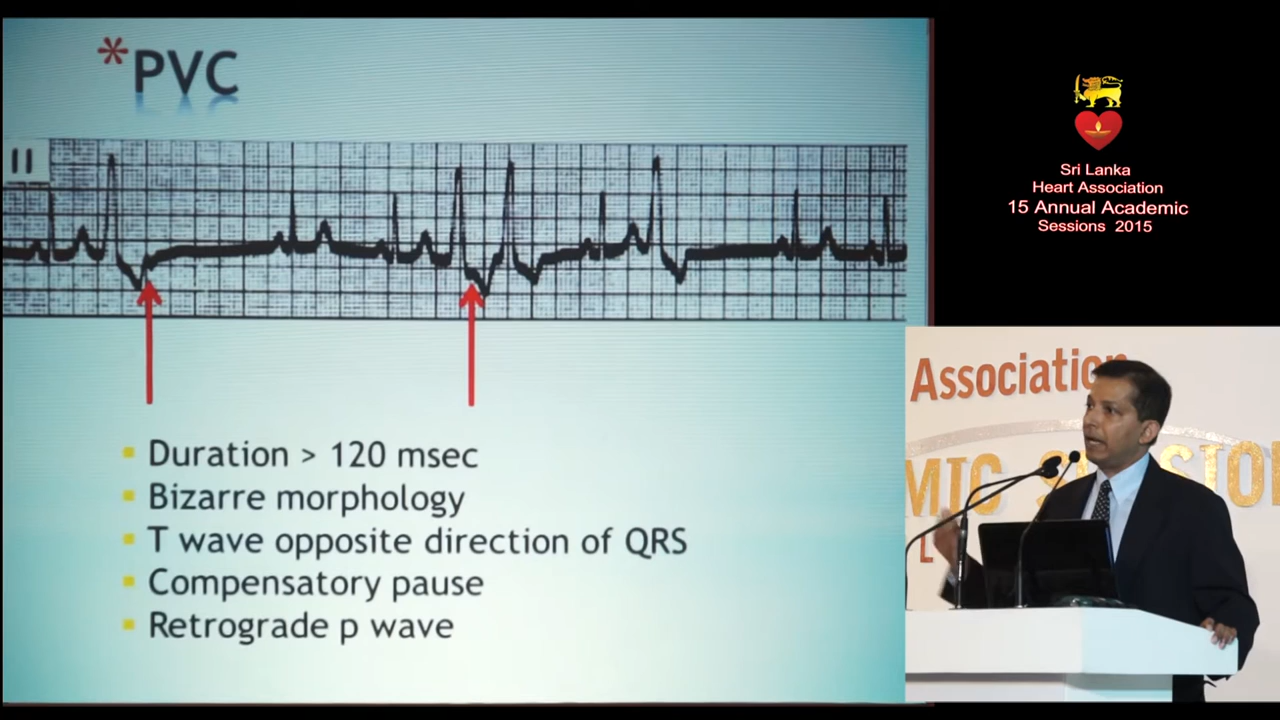 *PVC
II
Duration > 120 msec
Bizarre morphology
T wave opposite direction of QRS
Compensatory pause
Retrograde p wave
Sri Lanka
Heart Association
15 Annual Academic
Sessions 2015
Association